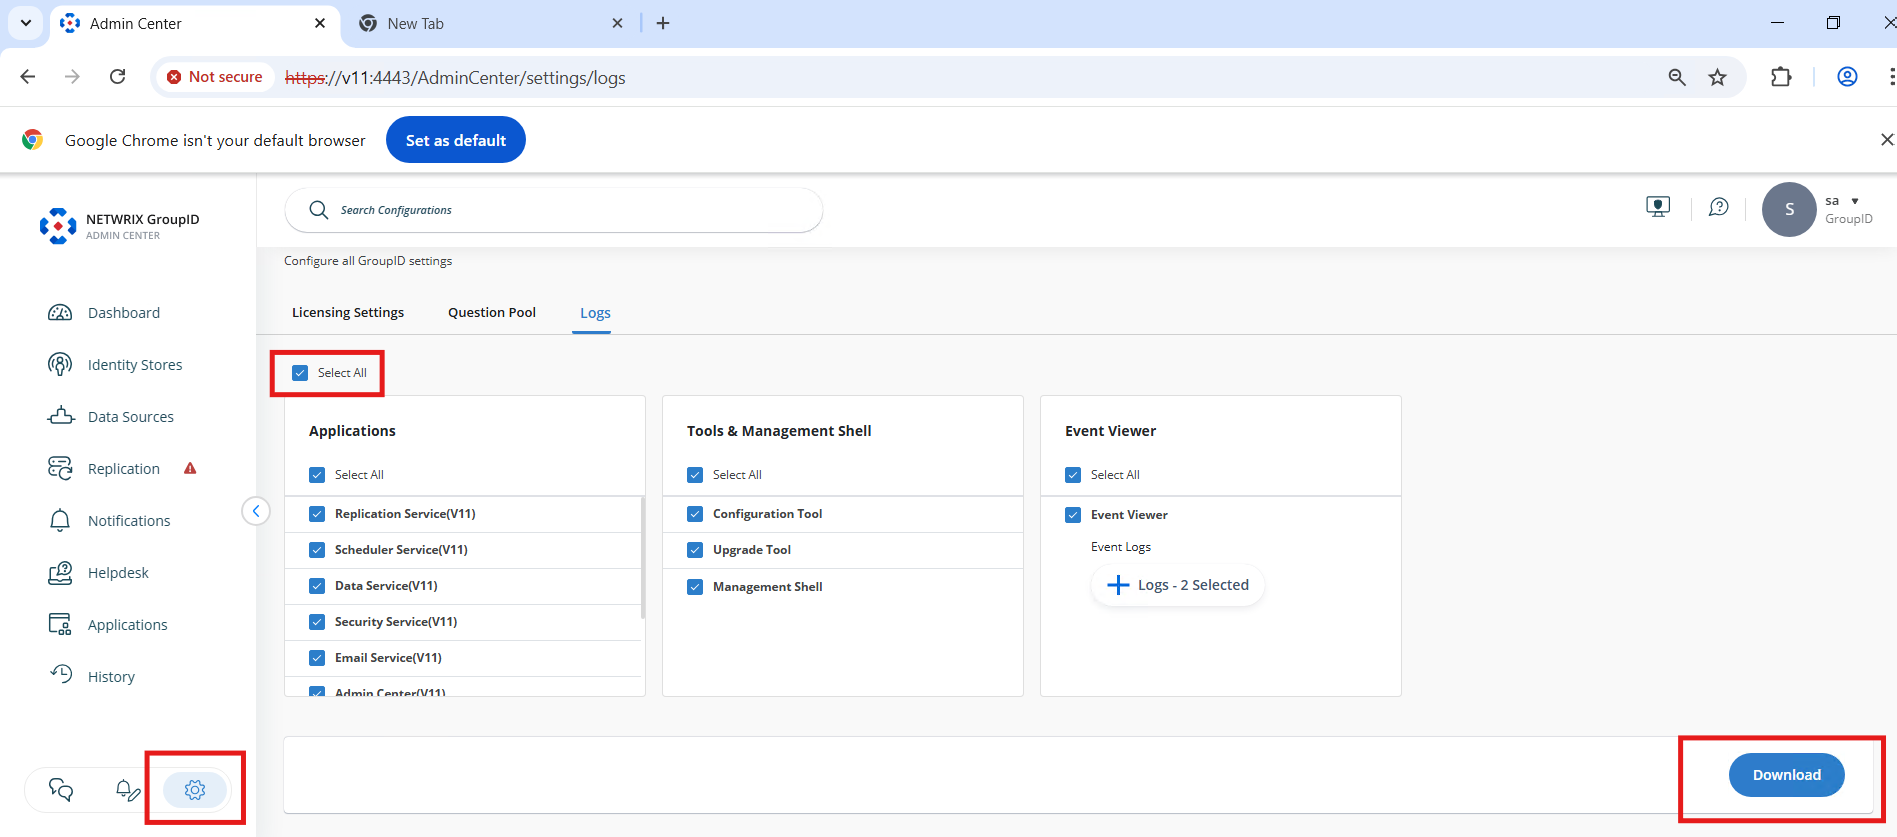 Admin Center
New Tab
Not secure
https://v11:4443/AdminCenter/settings/logs
Google Chrome isn't your default browser
Set as default
NETWRIX GroupID
ADMIN CENTER
Search Configurations
S
sa
GroupID
Configure all GroupID settings
Dashboard
Identity Stores
Data Sources
Replication
Notifications
Helpdesk
Applications
History
Licensing Settings
Question Pool
Logs
Select All
Applications
Select All
Replication Service(V11)
Scheduler Service(V11)
Data Service(V11)
Security Service(V11)
Email Service(V11)
Admin Center(V11)
Tools & Management Shell
Select All
Configuration Tool
Upgrade Tool
Management Shell
Event Viewer
Select All
Event Viewer
Event Logs
Logs - 2 Selected
Download